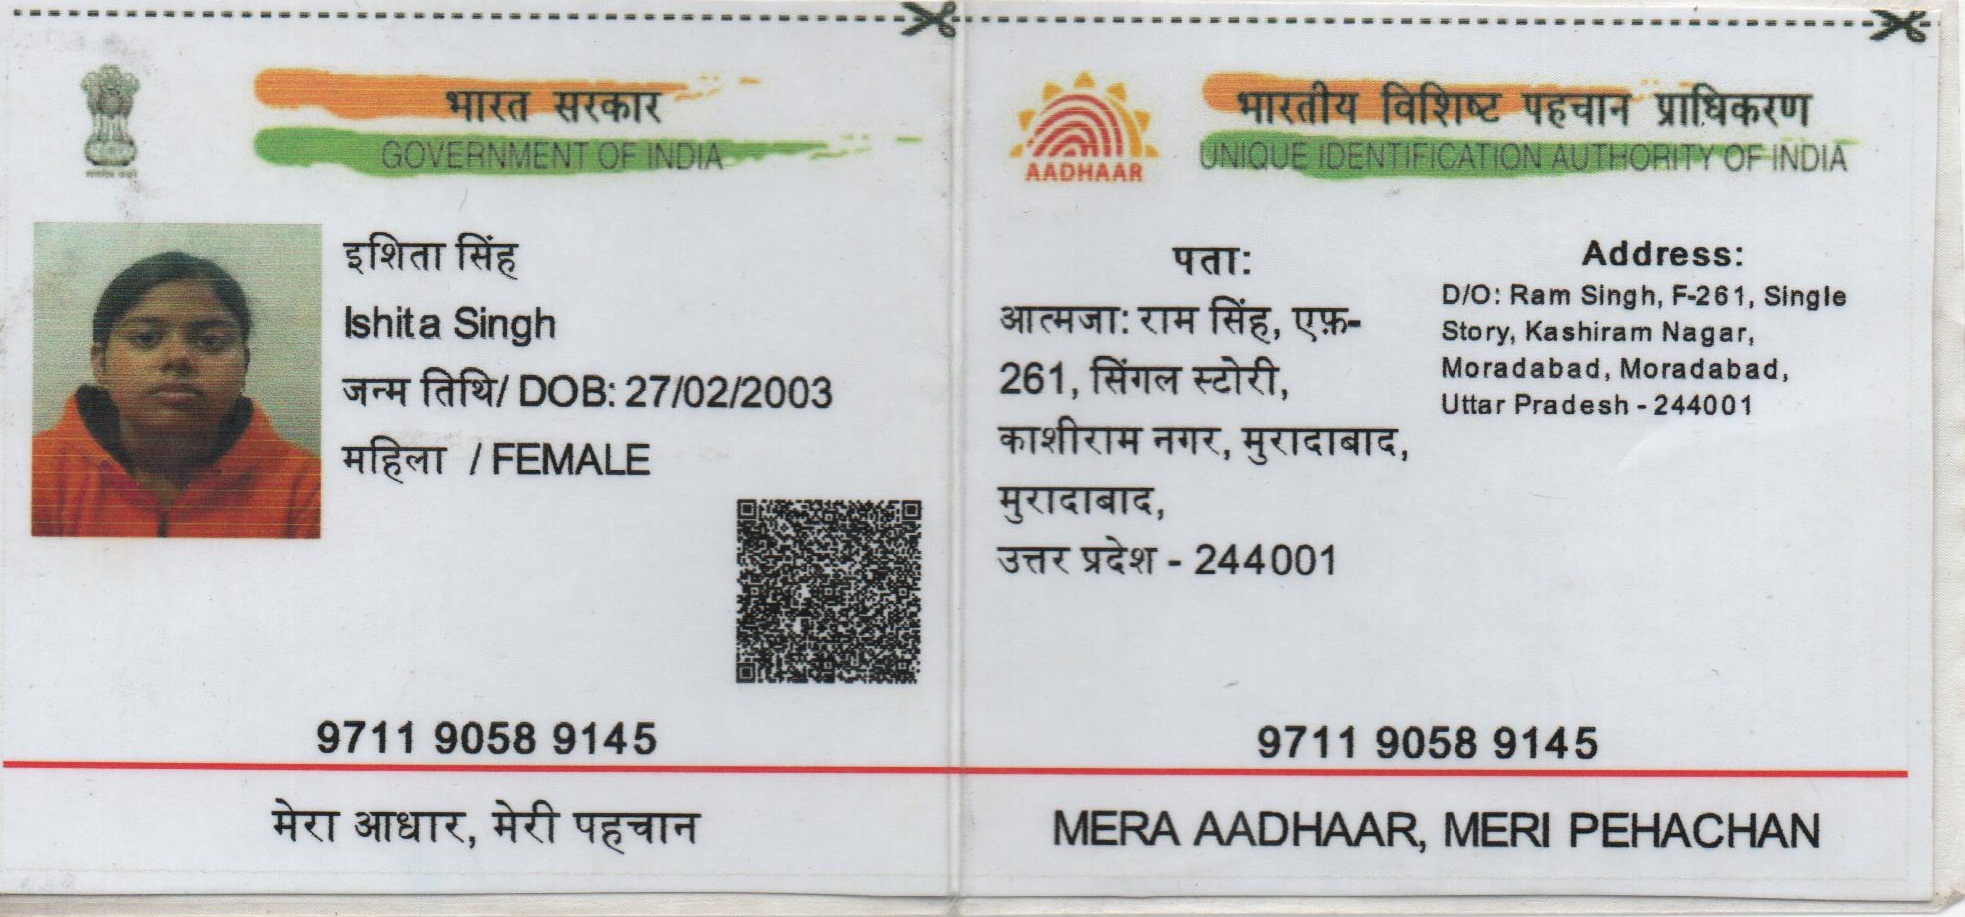 भारत सरकार
GOVERNMENT OF INDIA
इशिता सिंह
Ishita Singh
जन्म तिथि/ DOB: 27/02/2003
महिला / FEMALE
9711 9058 9145
मेरा आधार, मेरी पहचान
AADHAAR
भारतीय विशिष्ट पहचान प्राधिकरण
UNIQUE IDENTIFICATION AUTHORITY OF INDIA
पता:
आत्मजा: राम सिंह, एफ़-
261, सिंगल स्टोरी,
काशीराम नगर, मुरादाबाद,
मुरादाबाद,
उत्तर प्रदेश - 244001
Address:
D/O: Ram Singh, F-261, Single
Story, Kashiram Nagar,
Moradabad, Moradabad,
Uttar Pradesh - 244001
9711 9058 9145
MERA AADHAAR, MERI PEHACHAN